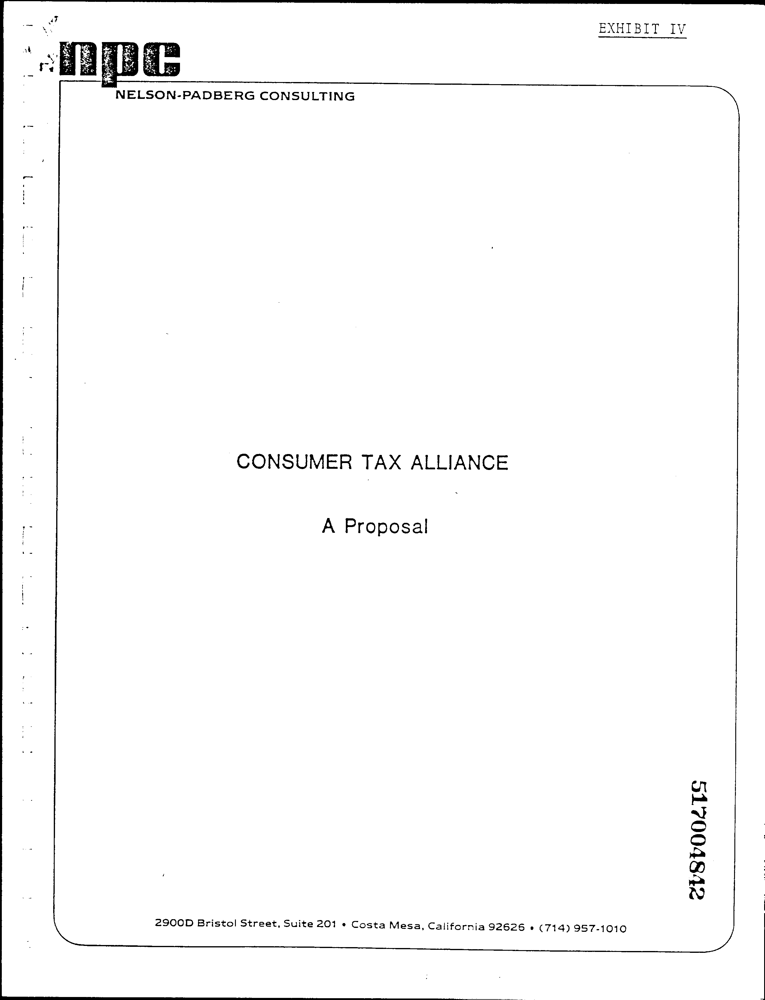 EXHIBIT IV
npc
NELSON-PADBERG CONSULTING
CONSUMER TAX ALLIANCE
A Proposal
517004842
2900D Bristol Street, Suite 201 • Costa Mesa, California 92626 • (714) 957-1010